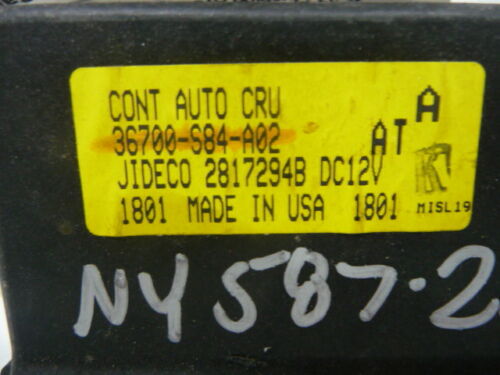 CONT AUTO CRU A
36700-S84-A02 AT
JIDECO 2817294B DC12V
1801 MADE IN USA 1801 MISL19
NY587-2